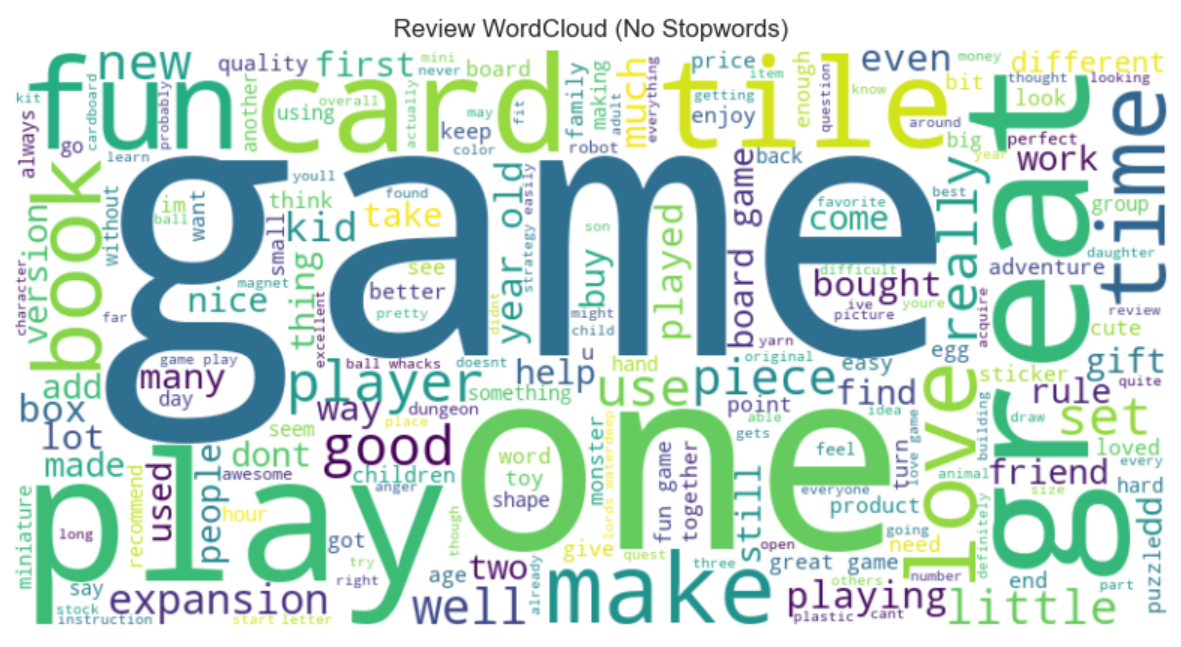 Review WordCloud (No Stopwords)
kit
cardboard
always
go
fun
new
probably
quality
another
using
first
overall
card
mini
never
actually
board
keep
color
may
fit
family
robot
making
adult
much
everything
price
item
getting
enjoy
tile
enough
question
know
even
around
bit
money
different
thought
looking
look
big
year
perfect
work
great
time
learn
youll
book
version
without
im
ball
want
small
think
kid
nice
magnet
thing
excellent
found
take
see
better
pretty
game
year old
strategy
easily
didnt
son
buy
might
child
played
board game
yarn
back
favorite
come
difficult
bought
ive
picture
youre
really
best
acquire
group
daughter
adventure
review
cute
character
far
game play
many
day
add
box
lot
made
ball whacks
player
doesnt
something
help
u
hand
use
original
piece
point
easy
find
egg
sticker
gift
quite
rule
set
draw
idea
able
gets
love
love game
building
way
place
dungeon
seem
good
dont
children
awesome
anger
monster
lords waterdeep
word
toy
shape
one
fun game
together
still
turn
feel
everyone
product
going
need
animal
friend
loved
every
hard
size
definitely
miniature
long
play
recommend
used
people
hour
got
try
right
though
age
two
already
give
quest
three
open
great game
others
number
end
part
puzzle
dd
say
stock
instruction
expansion
start letter
well
make
playing
plastic
cant
little